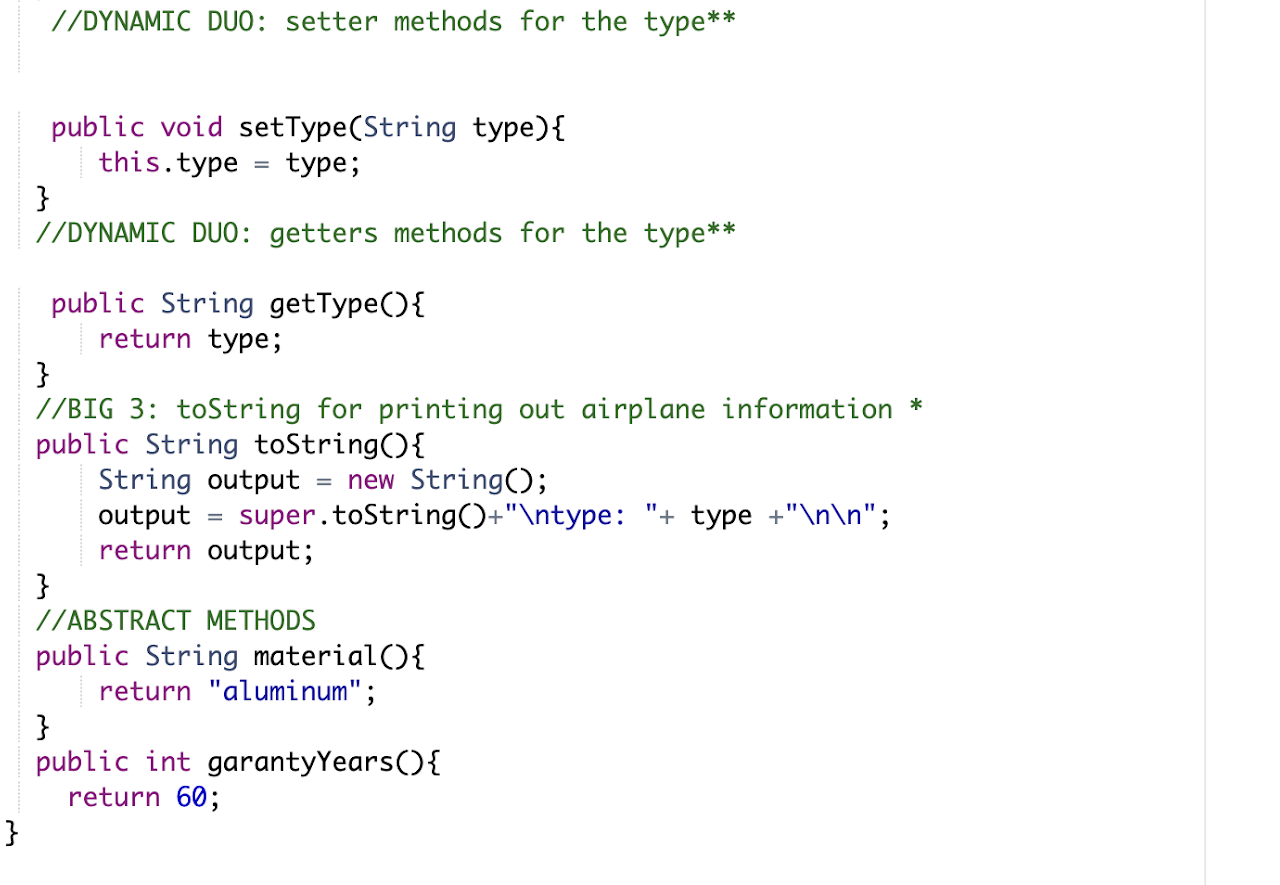 //DYNAMIC DUO: setter methods for the type**
public void setType(String type){
this.type = type;
}
//DYNAMIC DUO: getters methods for the type**
public String getType(){
return type;
}
//BIG 3: toString for printing out airplane information *
public String toString(){
String output = new String();
output = super.toString()+"\ntype: "+ type +"\n\n";
return output;
}
//ABSTRACT METHODS
public String material(){
return "aluminum";
}
public int garantyYears(){
return 60;
}